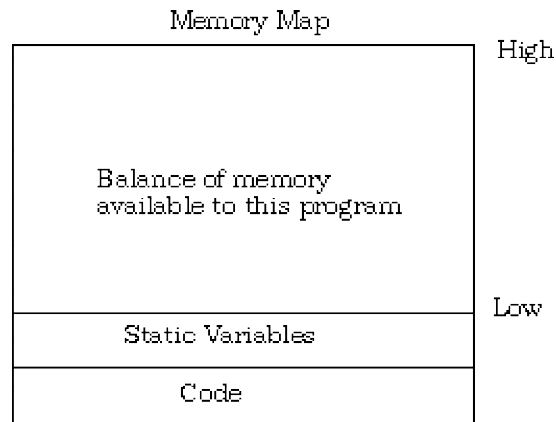 Memory Map
High
Balance of memory
available to this program
Low
Static Variables
Code